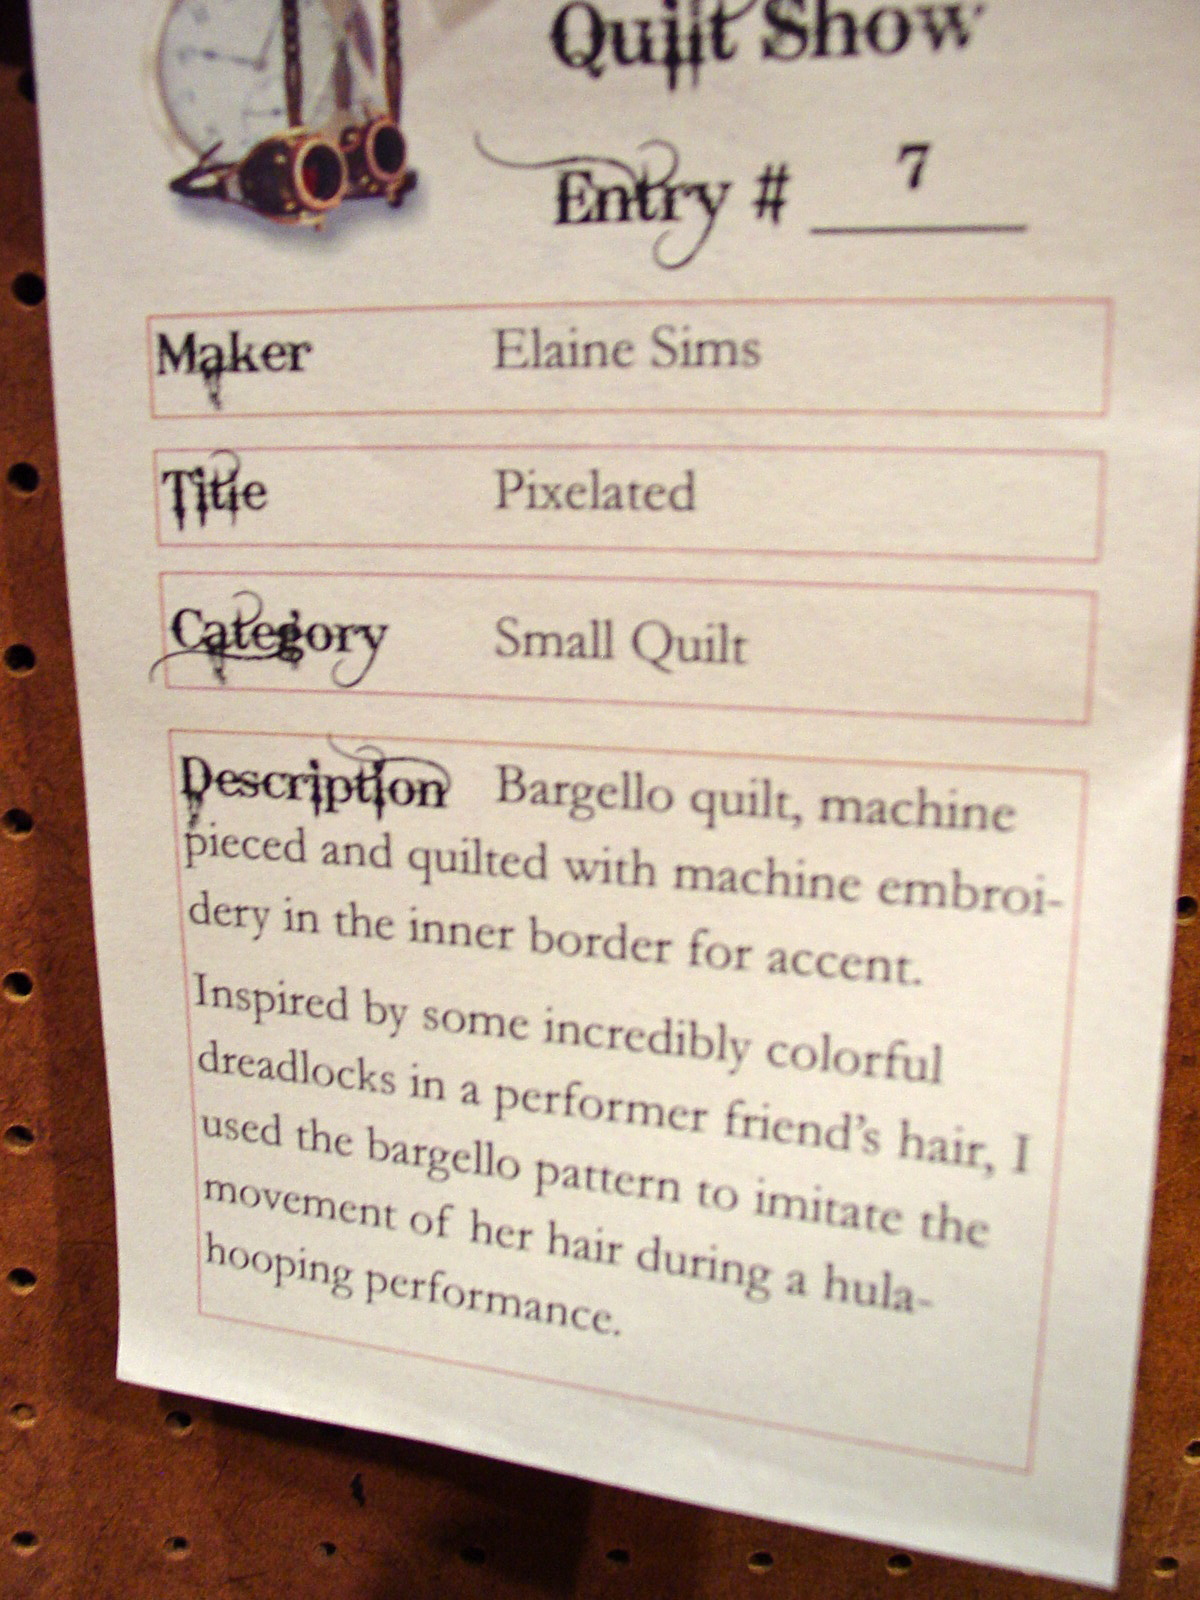 Quilt Show
Entry # 7
Maker Elaine Sims
Title Pixelated
Category Small Quilt
Description Bargello quilt, machine
pieced and quilted with machine embroi-
dery in the inner border for accent.
Inspired by some incredibly colorful
dreadlocks in a performer friend's hair, I
used the bargello pattern to imitate the
movement of her hair during a hula-
hooping performance.